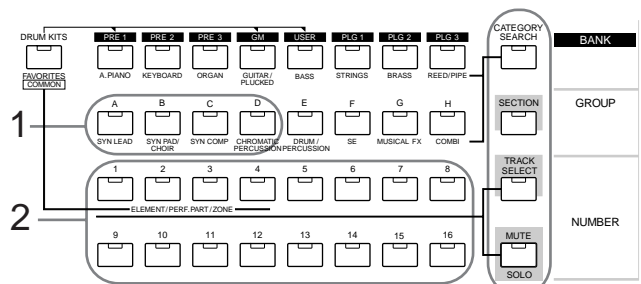 DRUM KITS
PRE 1 PRE 2 PRE 3 GM USER PLG 1 PLG 2 PLG 3
CATEGORY
SEARCH
BANK
FAVORITES
COMMON
A.PIANO KEYBOARD ORGAN GUITAR/
PLUCKED BASS STRINGS BRASS REED/PIPE
1
A B C D E F G H
SECTION
GROUP
SYN LEAD SYN PAD/
CHOIR SYN COMP CHROMATIC
PERCUSSION DRUM /
PERCUSSION SE MUSICAL FX COMBI
2
1 2 3 4 5 6 7 8
TRACK
SELECT
ELEMENT/PERF.PART/ZONE
NUMBER
9 10 11 12 13 14 15 16
MUTE
SOLO